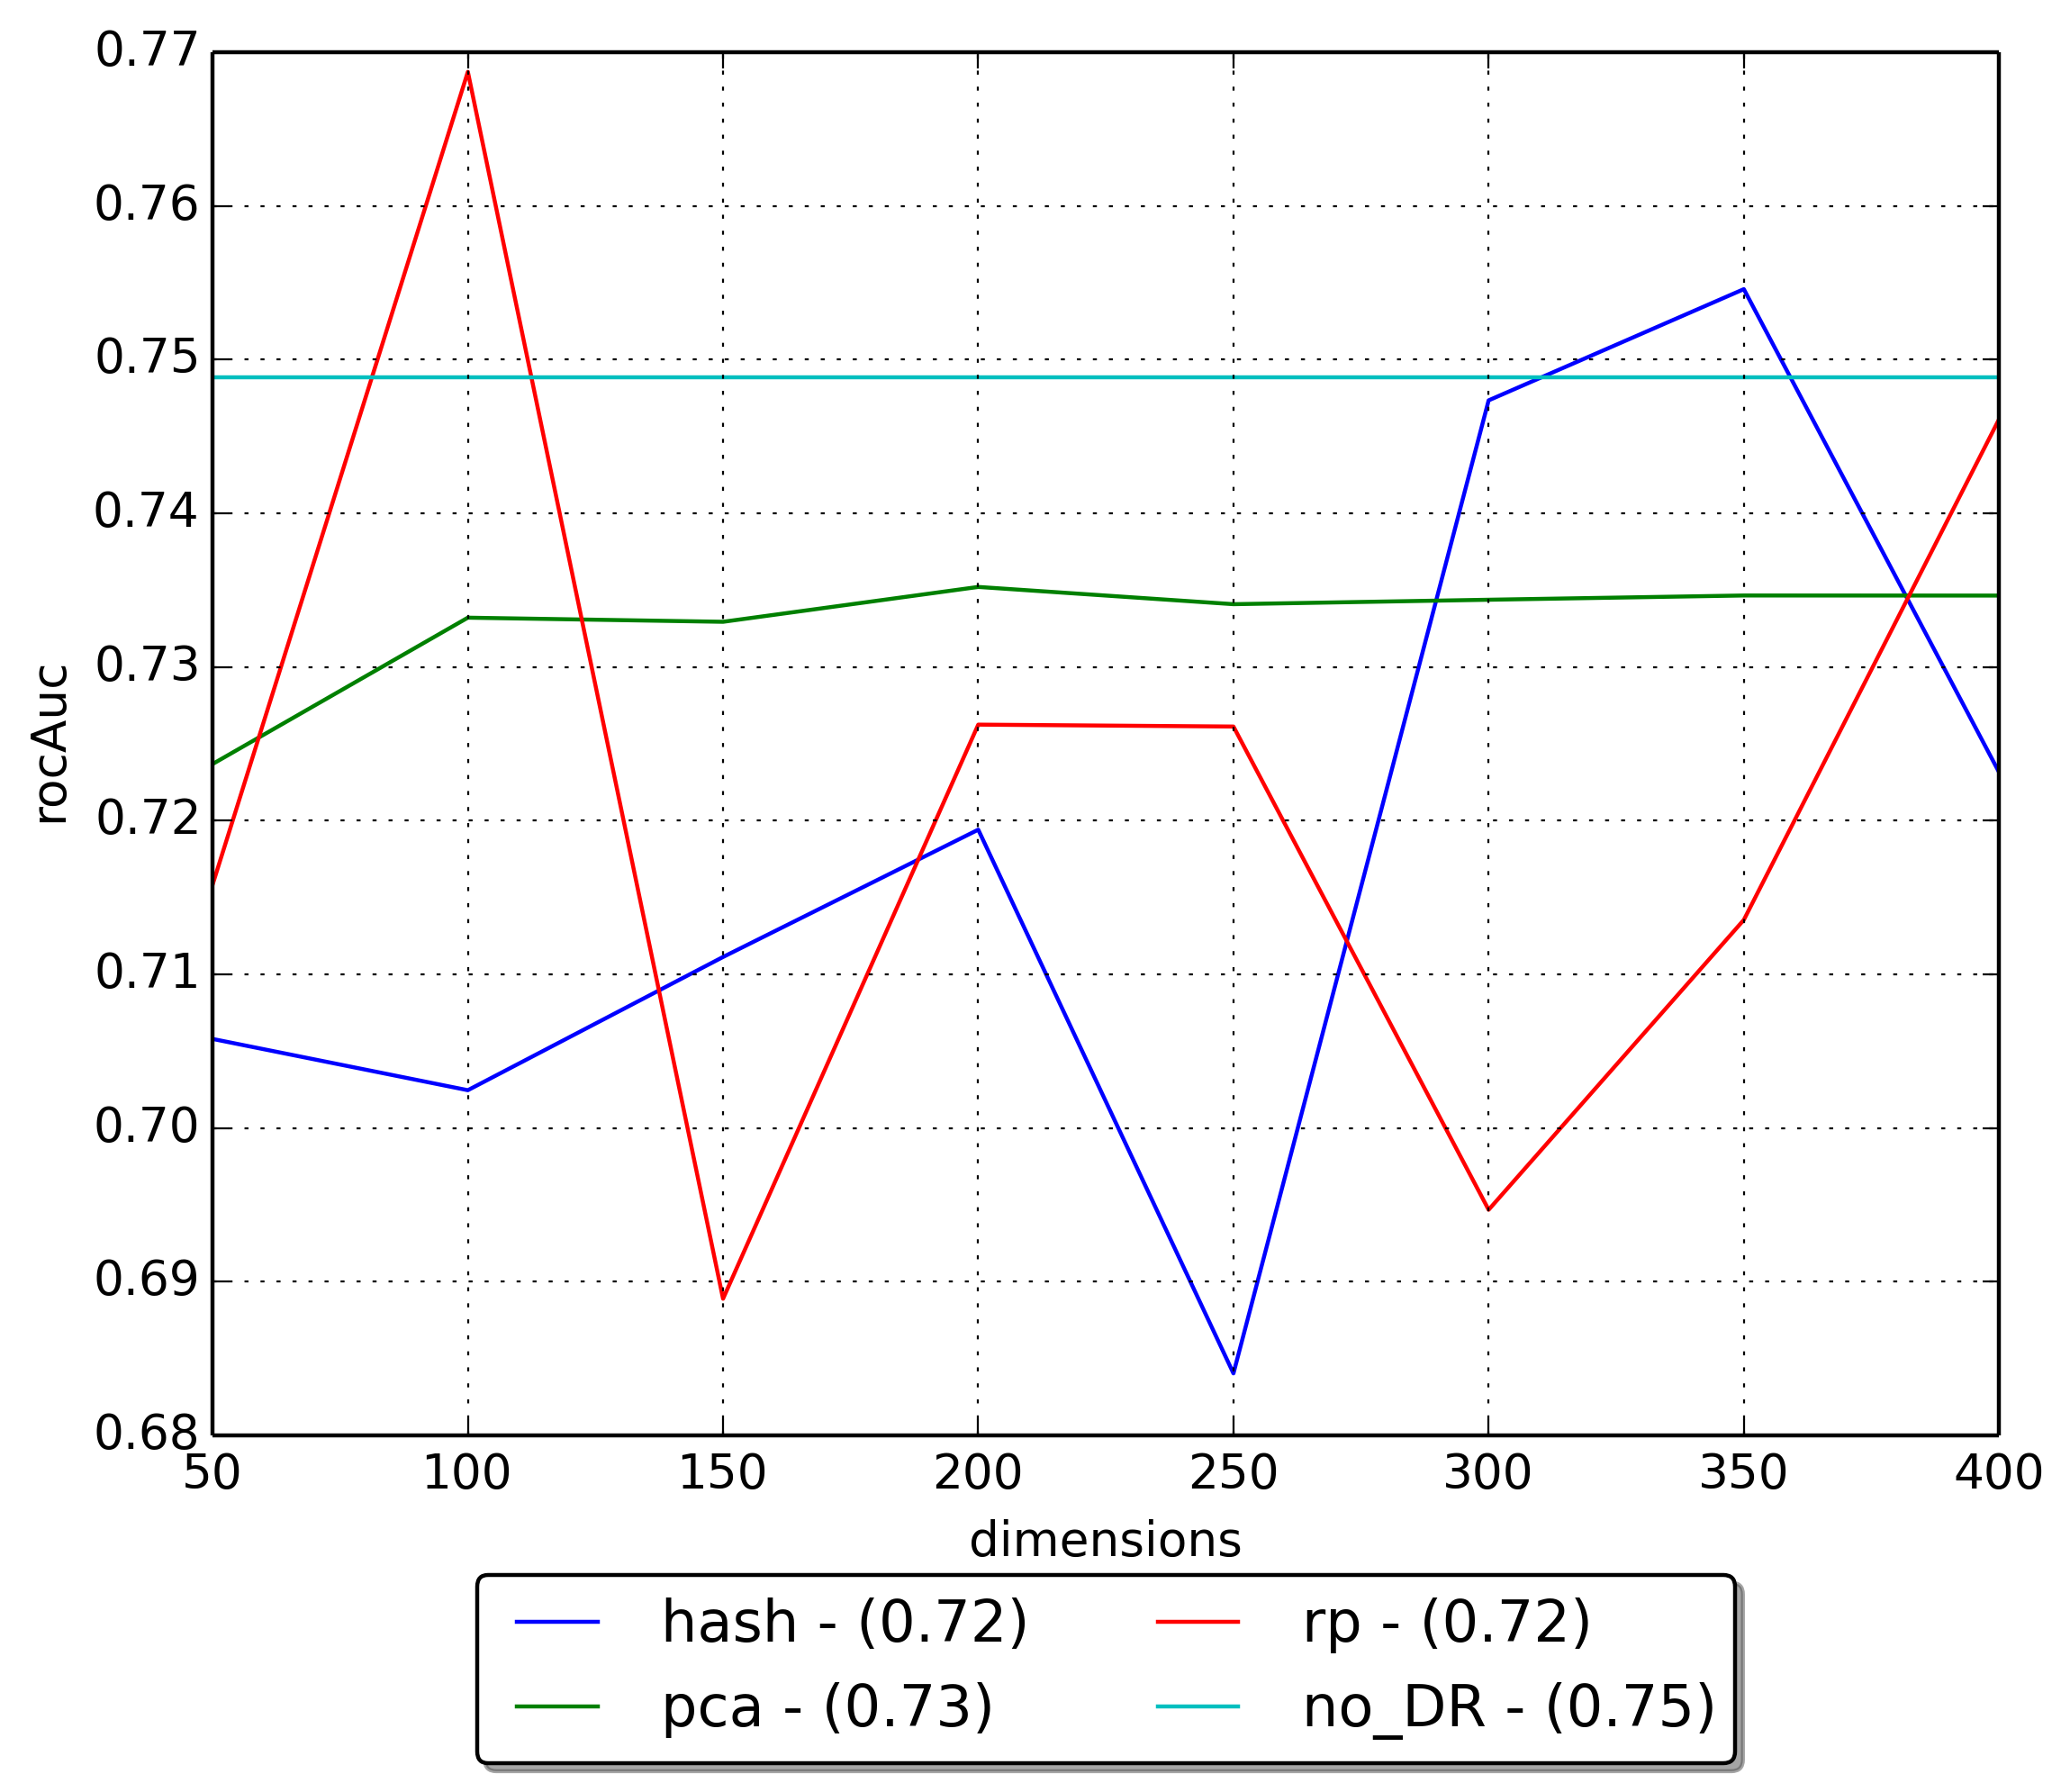 0.77
0.76
0.75
0.74
0.73
0.72
0.71
0.70
0.69
0.68
rocAuc
50 100 150 200 250 300 350 400
dimensions
hash - (0.72) rp - (0.72)
pca - (0.73) no_DR - (0.75)